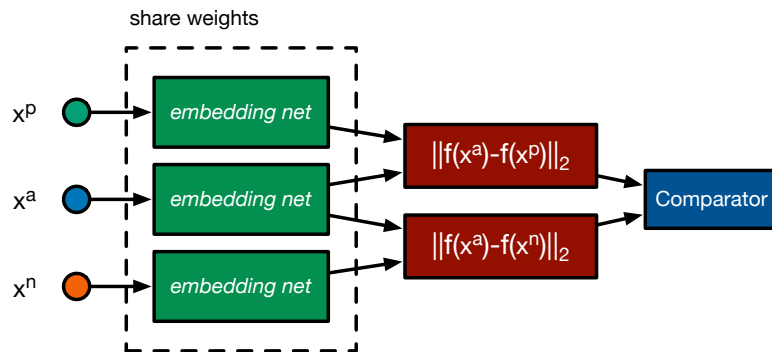 share weights
xᵖ
embedding net
||f(xᵃ)-f(xᵖ)||₂
xᵃ
embedding net
Comparator
||f(xᵃ)-f(xⁿ)||₂
xⁿ
embedding net